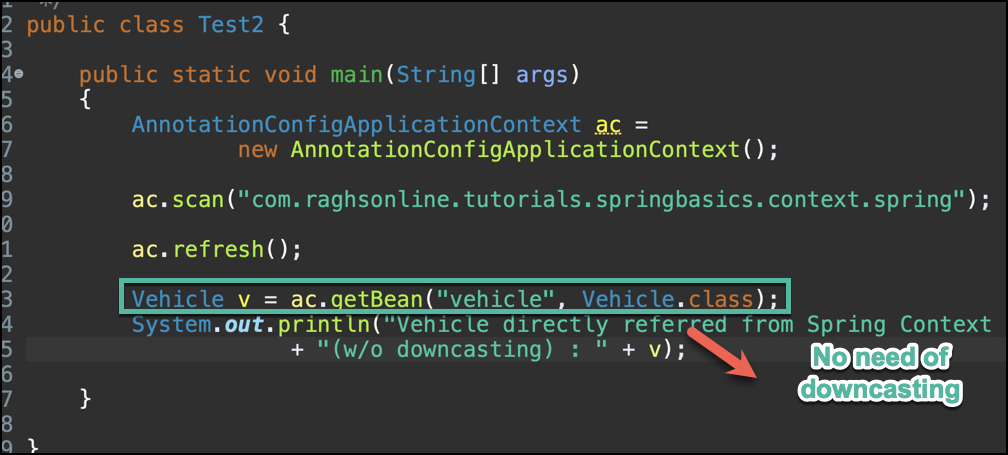 1 */
2 public class Test2 {
3
4 public static void main(String[] args)
5 {
6 AnnotationConfigApplicationContext ac =
7 new AnnotationConfigApplicationContext();
8
9 ac.scan("com.raghsonline.tutorials.springbasics.context.spring");
0
1 ac.refresh();
2
3 Vehicle v = ac.getBean("vehicle", Vehicle.class);
4 System.out.println("Vehicle directly referred from Spring Context
5 + "(w/o downcasting) : " + v);
6
7 }
8
9 }
No need of
downcasting